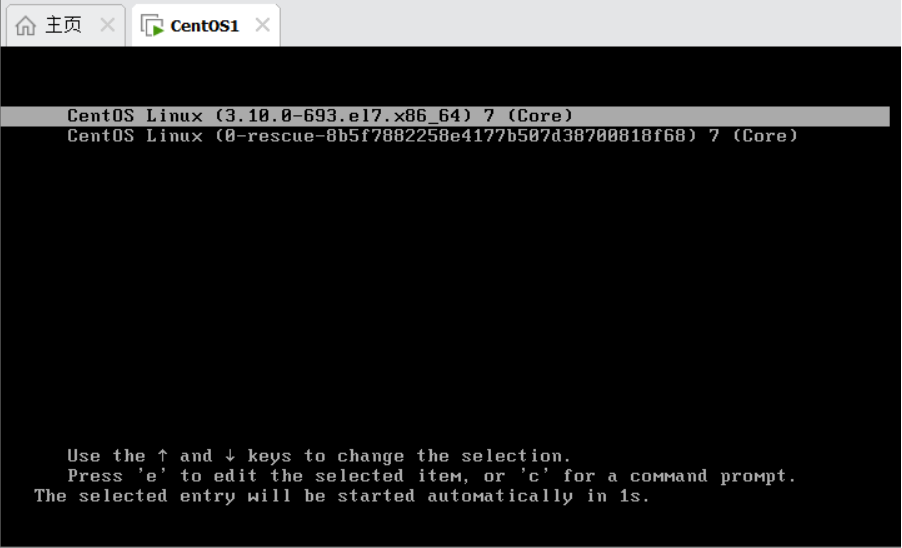 主页
CentOS1
CentOS Linux (3.10.0-693.el7.x86_64) 7 (Core)
CentOS Linux (0-rescue-8b5f7882258e4177b507d38700818f68) 7 (Core)
Use the ↑ and ↓ keys to change the selection.
Press 'e' to edit the selected item, or 'c' for a command prompt.
The selected entry will be started automatically in 1s.